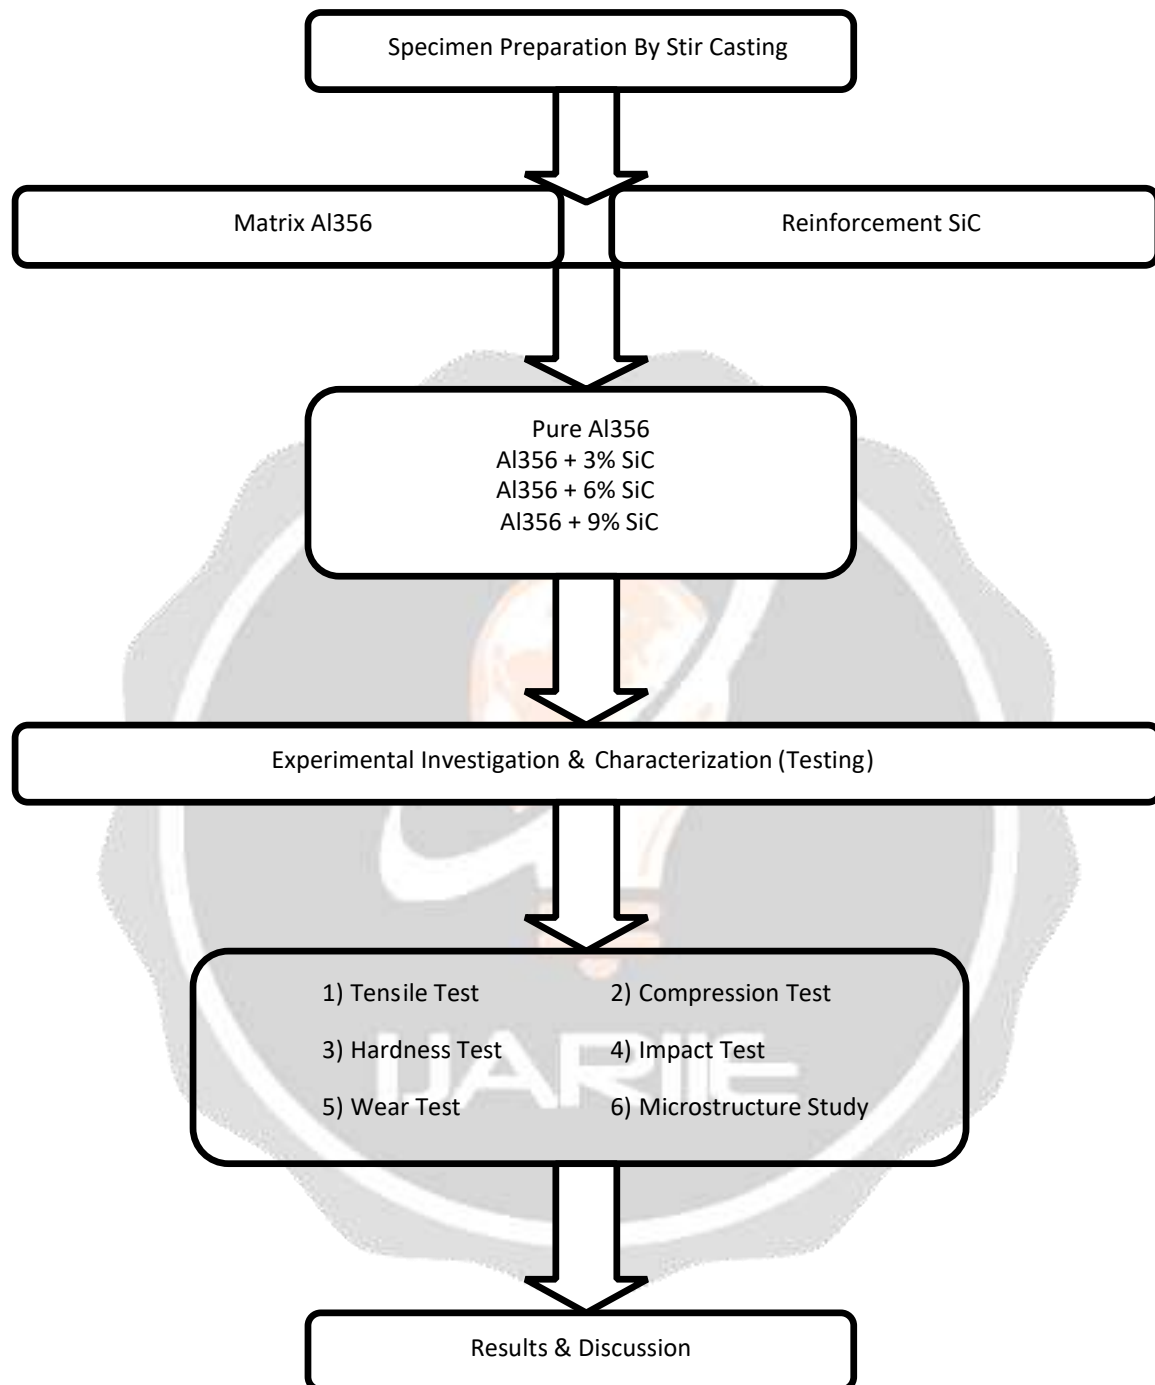 Specimen Preparation By Stir Casting
Matrix Al356
Reinforcement SiC
Pure Al356
Al356 + 3% SiC
Al356 + 6% SiC
Al356 + 9% SiC
Experimental Investigation & Characterization (Testing)
1) Tensile Test 2) Compression Test
3) Hardness Test 4) Impact Test
IJARIIE
5) Wear Test 6) Microstructure Study
Results & Discussion